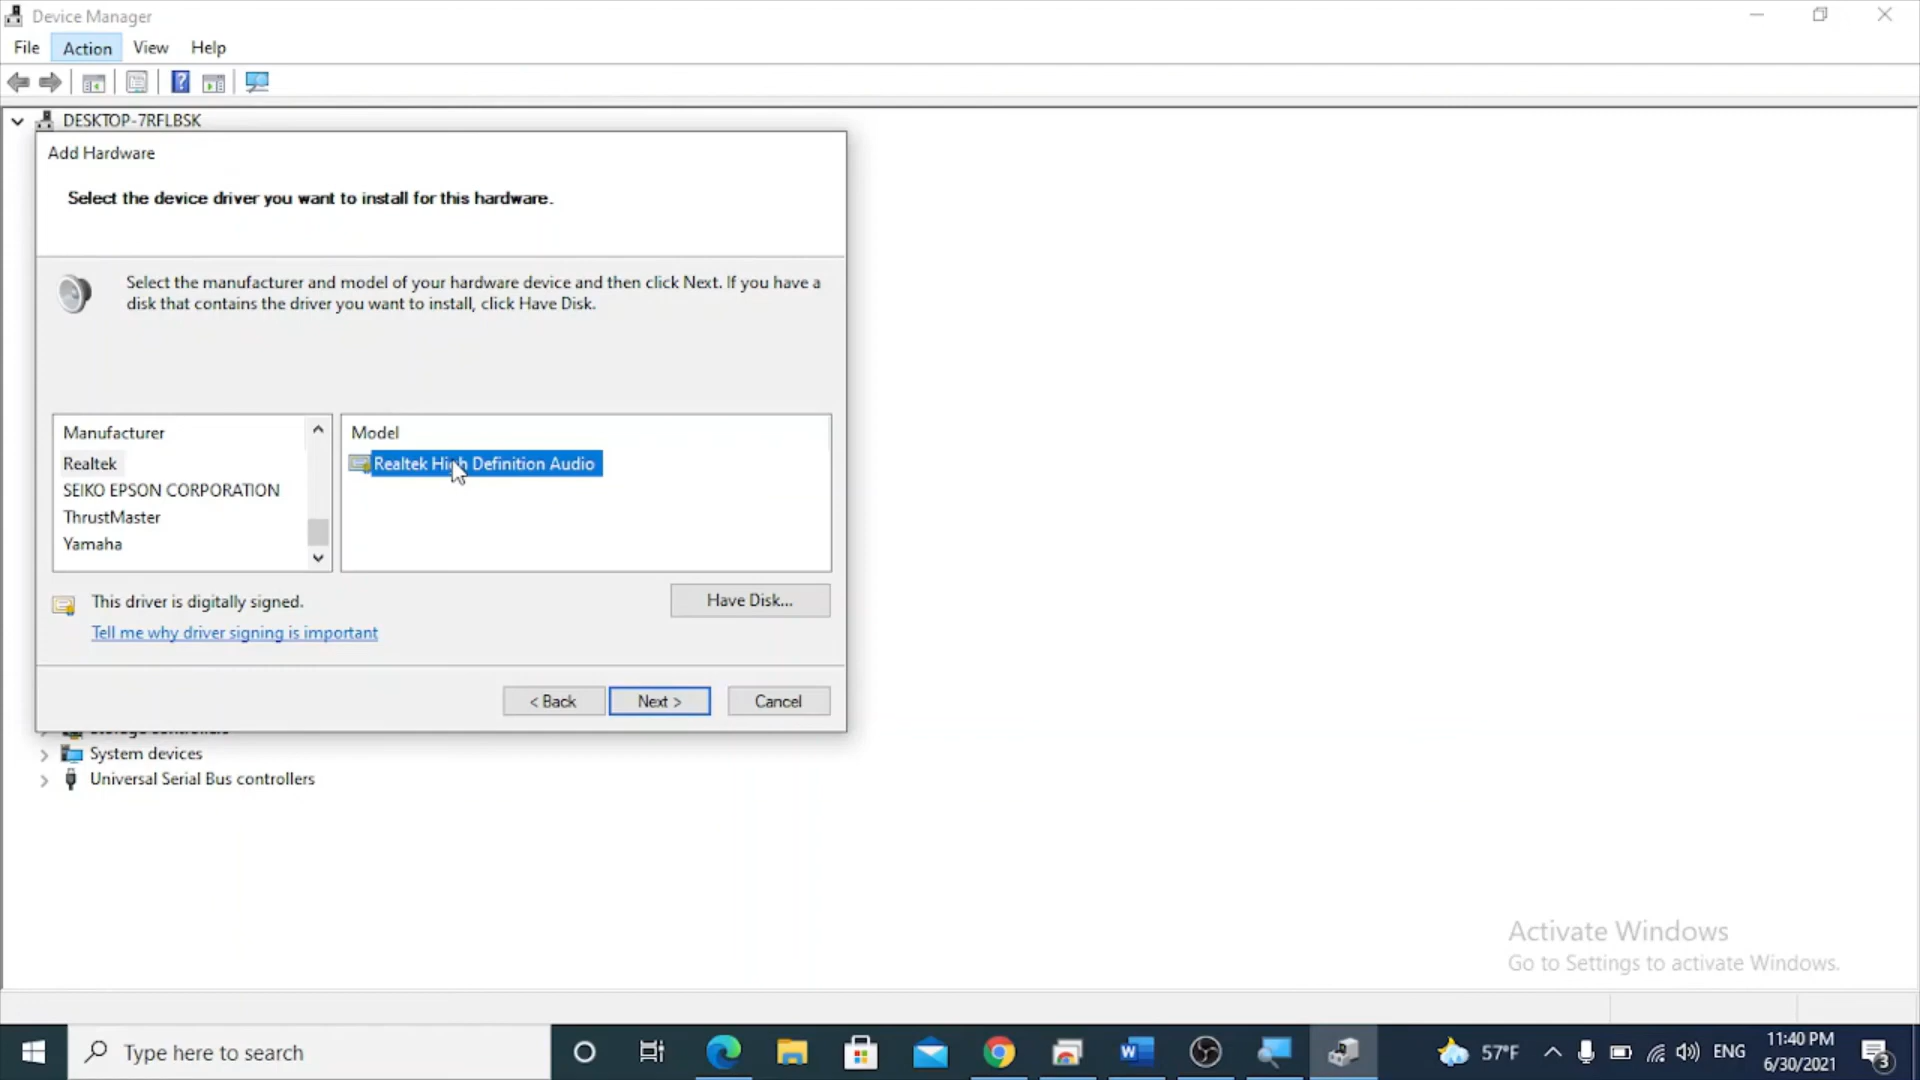 Device Manager
File Action View Help
DESKTOP-7RFLBSK
Add Hardware
Select the device driver you want to install for this hardware.
Select the manufacturer and model of your hardware device and then click Next. If you have a
disk that contains the driver you want to install, click Have Disk.
Manufacturer
Realtek
SEIKO EPSON CORPORATION
ThrustMaster
Yamaha
Model
Realtek High Definition Audio
This driver is digitally signed.
Have Disk...
Tell me why driver signing is important
< Back Next > Cancel
Storage controllers
System devices
Universal Serial Bus controllers
Activate Windows
Go to Settings to activate Windows.
Type here to search
57°F
ENG
11:40 PM
6/30/2021
3